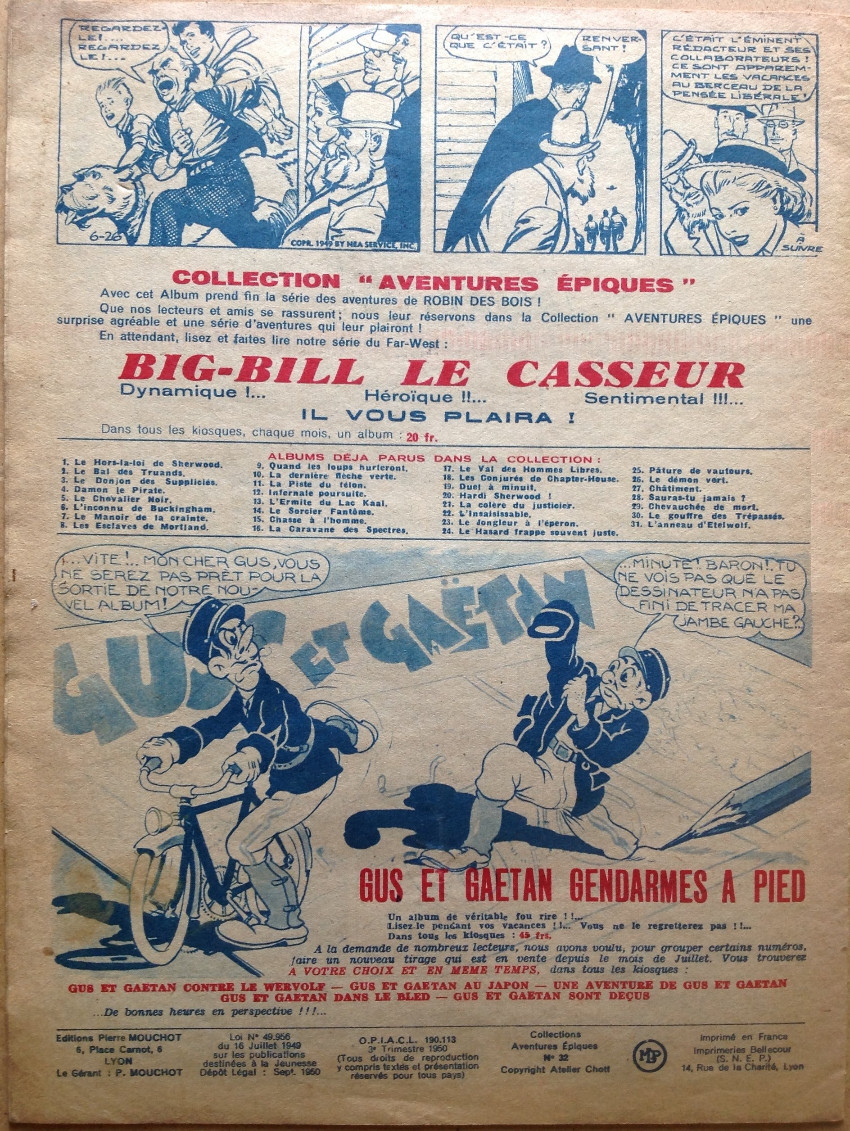 REGARDEZ-
LE!....
REGARDEZ
LE!...
6-26
COPR. 1949 BY NEA SERVICE, INC.
QU'EST-CE
QUE C'ÉTAIT?
RENVER-
SANT!
C'ÉTAIT L'ÉMINENT
RÉDACTEUR ET SES
COLLABORATEURS!
CE SONT APPAREM-
MENT LES VACANCES
AU BERCEAU DE LA
PENSÉE LIBÉRALE!
À
SUIVRE
COLLECTION "AVENTURES ÉPIQUES"
Avec cet Album prend fin la série des aventures de ROBIN DES BOIS !
Que nos lecteurs et amis se rassurent; nous leur réservons dans la Collection " AVENTURES ÉPIQUES " une
surprise agréable et une série d'aventures qui leur plairont !
En attendant, lisez et faites lire notre série du Far-West :
BIG-BILL LE CASSEUR
Dynamique !... Héroïque !!... Sentimental !!!...
IL VOUS PLAIRA !
Dans tous les kiosques, chaque mois, un album : 20 fr.
ALBUMS DÉJA PARUS DANS LA COLLECTION :
1. Le Hors-la-loi de Sherwood.
2. Le Bal des Truands.
3. Le Donjon des Suppliciés.
4. Damon le Pirate.
5. Le Chevalier Noir.
6. L'inconnu de Buckingham.
7. Le Manoir de la crainte.
8. Les Esclaves de Mortland.
9. Quand les loups hurleront.
10. La dernière flèche verte.
11. La Piste du félon.
12. Infernale poursuite.
13. L'Ermite du Lac Kaal.
14. Le Sorcier Fantôme.
15. Chasse à l'homme.
16. La Caravane des Spectres.
17. Le Val des Hommes Libres.
18. Les Conjurés de Chapter-House.
19. Duel à minuit.
20. Hardi Sherwood !
21. La colère du justicier.
22. L'Insaisissable.
23. Le Jongleur à l'éperon.
24. Le Hasard frappe souvent juste.
25. Pâture de vautours.
26. Le démon vert.
27. Châtiment.
28. Sauras-tu jamais ?
29. Chevauchée de mort.
30. Le gouffre des Trépassés.
31. L'anneau d'Etelwolf.
...VITE!.. MON CHER GUS, VOUS
NE SEREZ PAS PRÊT POUR LA
SORTIE DE NOTRE NOU-
VEL ALBUM!
...MINUTE! BARON!. TU
NE VOIS PAS QUE LE
DESSINATEUR N'A PAS
FINI DE TRACER MA
JAMBE GAUCHE?
GUS ET GAËTAN
GUS ET GAETAN GENDARMES A PIED
Un album de véritable fou rire !!...
Lisez-le pendant vos vacances !!... Vous ne le regretterez pas !!...
Dans tous les kiosques : 45 frs.
A la demande de nombreux lecteurs, nous avons voulu, pour grouper certains numéros,
faire un nouveau tirage qui est en vente depuis le mois de Juillet. Vous trouverez
A VOTRE CHOIX ET EN MEME TEMPS, dans tous les kiosques :
GUS ET GAETAN CONTRE LE WERVOLF — GUS ET GAETAN AU JAPON — UNE AVENTURE DE GUS ET GAETAN
GUS ET GAETAN DANS LE BLED — GUS ET GAETAN SONT DEÇUS
...De bonnes heures en perspective !!!...
Editions Pierre MOUCHOT
6, Place Carnot, 6
LYON
Le Gérant : P. MOUCHOT
Loi N° 49.956
du 16 Juillet 1949
sur les publications
destinées à la Jeunesse
Dépôt Légal : Sept. 1950
O.P.I.A.C.L. 190.113
3e Trimestre 1950
(Tous droits de reproduction
y compris textes et présentation
réservés pour tous pays)
Collections
Aventures Épiques
N° 32
Copyright Atelier Chott
MDP
Imprimé en France
Imprimeries Bellecour
(S. N. E. P.)
14, Rue de la Charité, Lyon